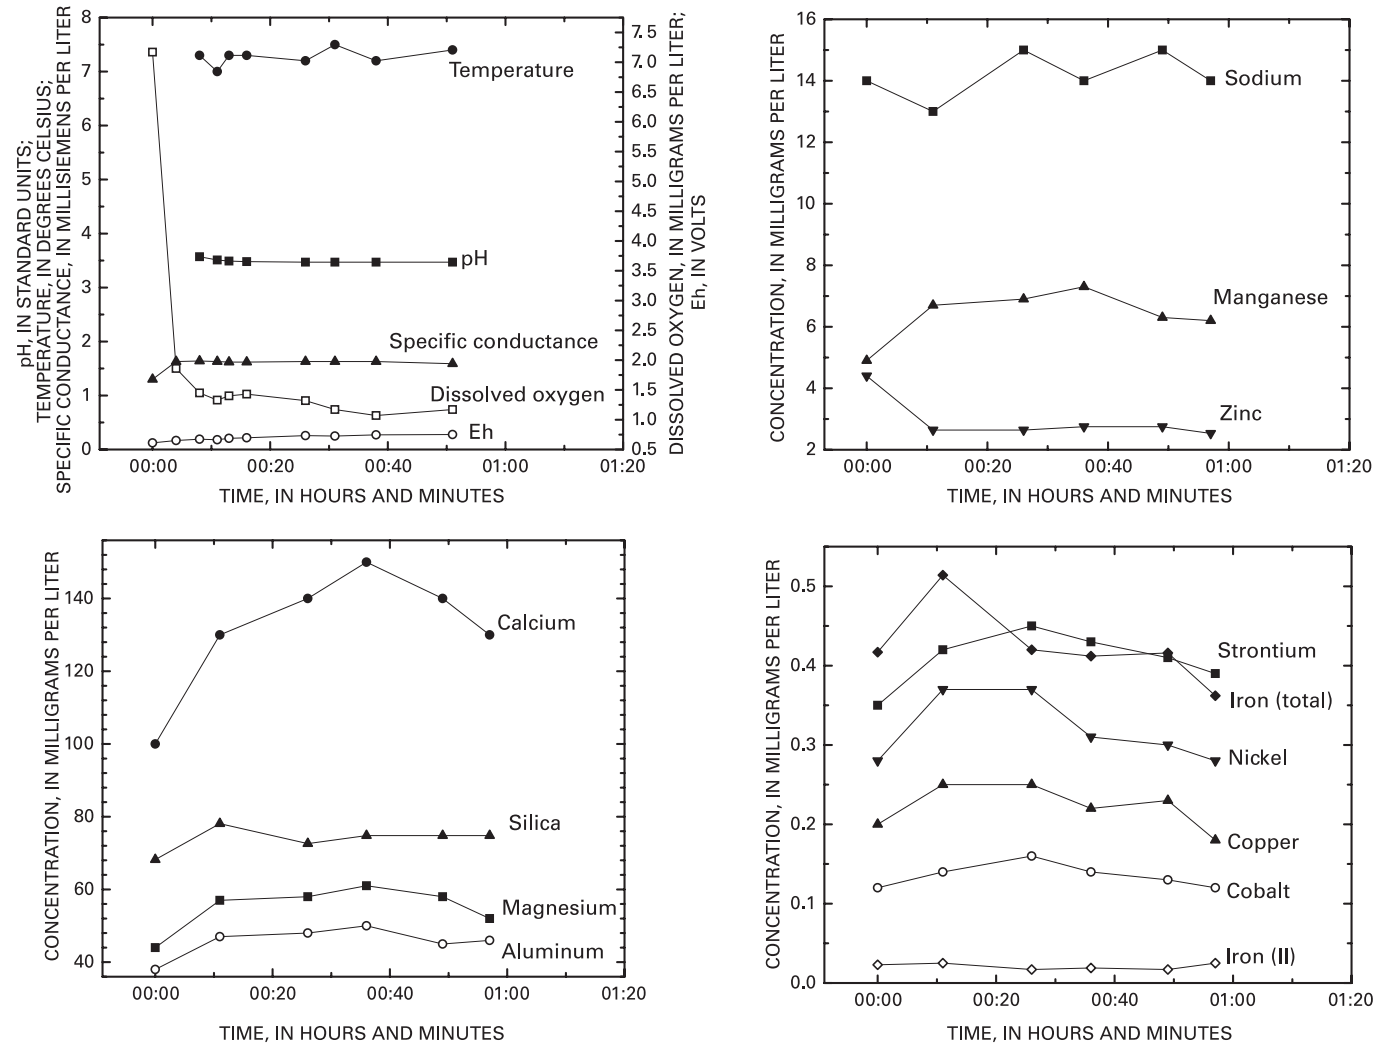 pH, IN STANDARD UNITS;
TEMPERATURE, IN DEGREES CELSIUS;
SPECIFIC CONDUCTANCE, IN MILLISIEMENS PER LITER
8
7
6
5
4
3
2
1
0
Temperature
pH
Specific conductance
Dissolved oxygen
Eh
7.5
7.0
6.5
6.0
5.5
5.0
4.5
4.0
3.5
3.0
2.5
2.0
1.5
1.0
0.5
DISSOLVED OXYGEN, IN MILLIGRAMS PER LITER;
Eh, IN VOLTS
00:00 00:20 00:40 01:00 01:20
TIME, IN HOURS AND MINUTES
CONCENTRATION, IN MILLIGRAMS PER LITER
16
14
12
10
8
6
4
2
Sodium
Manganese
Zinc
00:00 00:20 00:40 01:00 01:20
TIME, IN HOURS AND MINUTES
CONCENTRATION, IN MILLIGRAMS PER LITER
140
120
100
80
60
40
Calcium
Silica
Magnesium
Aluminum
00:00 00:20 00:40 01:00 01:20
TIME, IN HOURS AND MINUTES
CONCENTRATION, IN MILLIGRAMS PER LITER
0.5
0.4
0.3
0.2
0.1
0.0
Strontium
Iron (total)
Nickel
Copper
Cobalt
Iron (II)
00:00 00:20 00:40 01:00 01:20
TIME, IN HOURS AND MINUTES